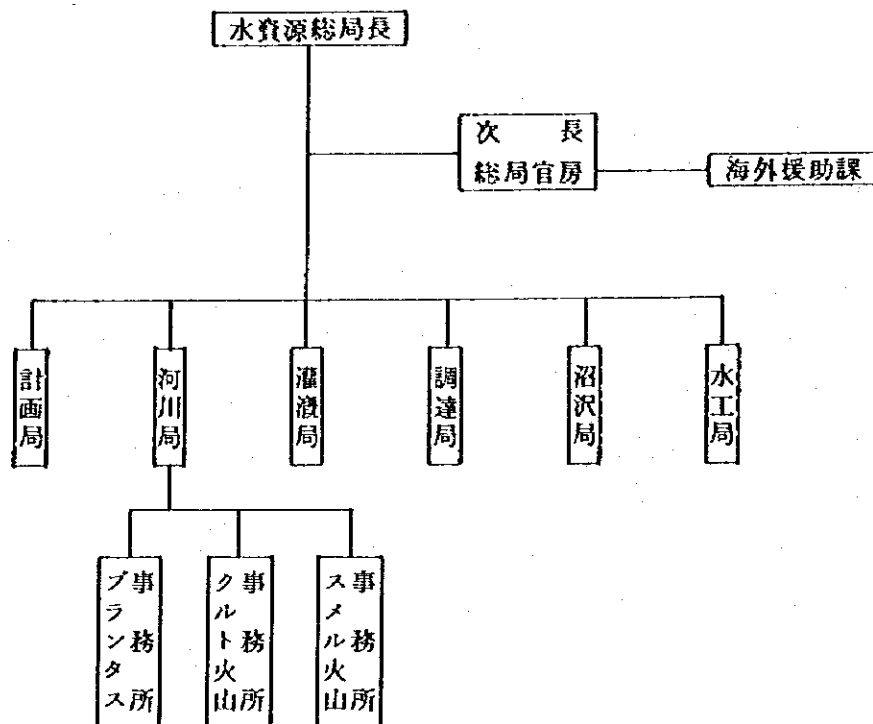 水資源総局長
次長
総局官房
海外援助課
計画局
河川局
灌漑局
調達局
沼沢局
水工局
ブランタス
事務所
クルト火山
事務所
スメル火山
事務所